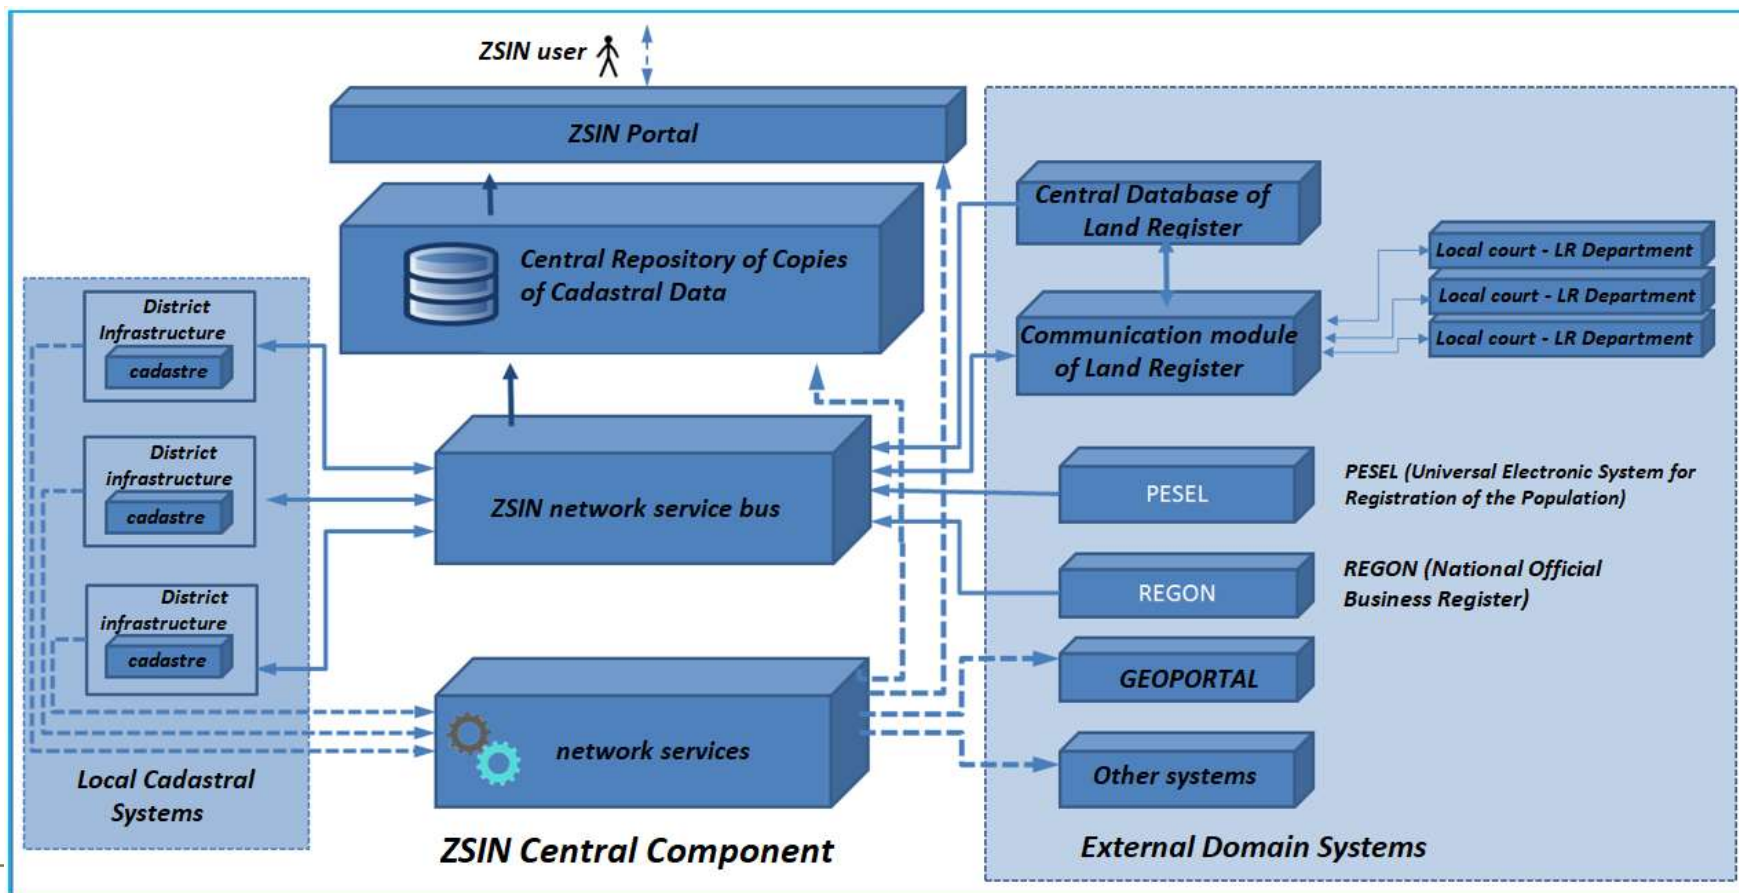 ZSIN user
ZSIN Portal
Central Repository of Copies
of Cadastral Data
ZSIN network service bus
network services
ZSIN Central Component
District
Infrastructure
cadastre
District
infrastructure
cadastre
District
infrastructure
cadastre
Local Cadastral
Systems
Central Database of
Land Register
Communication module
of Land Register
Local court - LR Department
Local court - LR Department
Local court - LR Department
PESEL
PESEL (Universal Electronic System for
Registration of the Population)
REGON
REGON (National Official
Business Register)
GEOPORTAL
Other systems
External Domain Systems